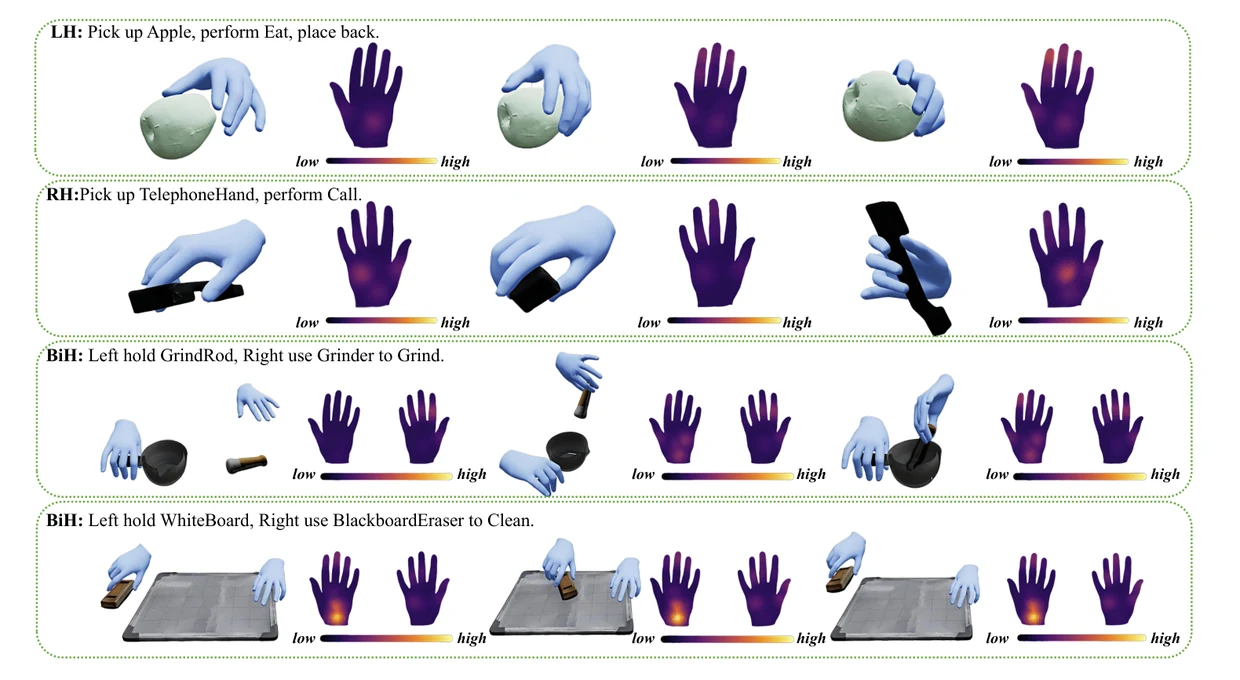 LH: Pick up Apple, perform Eat, place back.
low high low high low high
RH:Pick up TelephoneHand, perform Call.
low high low high low high
BiH: Left hold GrindRod, Right use Grinder to Grind.
low high low high low high
BiH: Left hold WhiteBoard, Right use BlackboardEraser to Clean.
low high low high low high